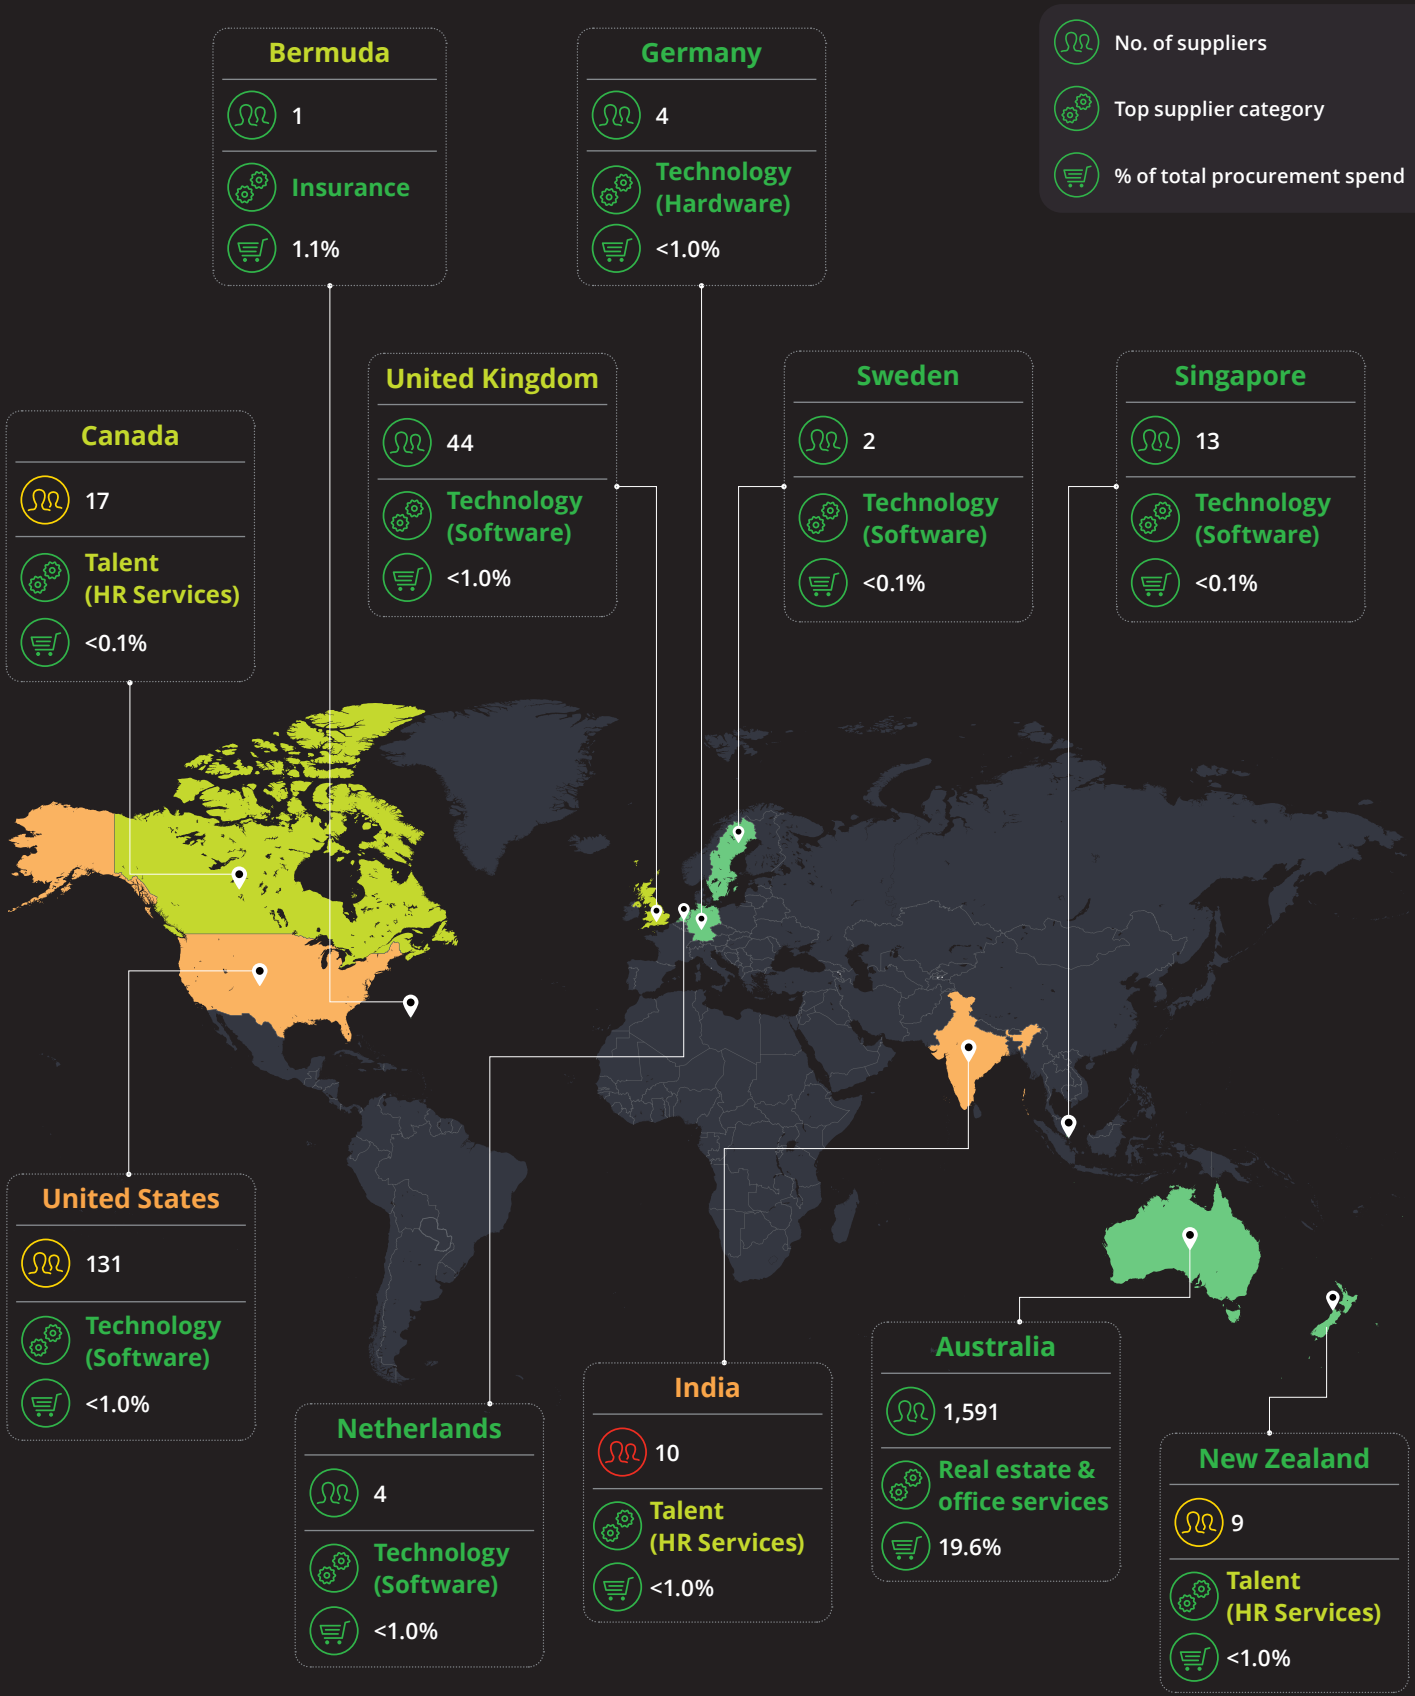 No. of suppliers
Top supplier category
% of total procurement spend
Bermuda
1
Insurance
1.1%
Germany
4
Technology
(Hardware)
<1.0%
Canada
17
Talent
(HR Services)
<0.1%
United Kingdom
44
Technology
(Software)
<1.0%
Sweden
2
Technology
(Software)
<0.1%
Singapore
13
Technology
(Software)
<0.1%
United States
131
Technology
(Software)
<1.0%
Netherlands
4
Technology
(Software)
<1.0%
India
10
Talent
(HR Services)
<1.0%
Australia
1,591
Real estate &
office services
19.6%
New Zealand
9
Talent
(HR Services)
<1.0%